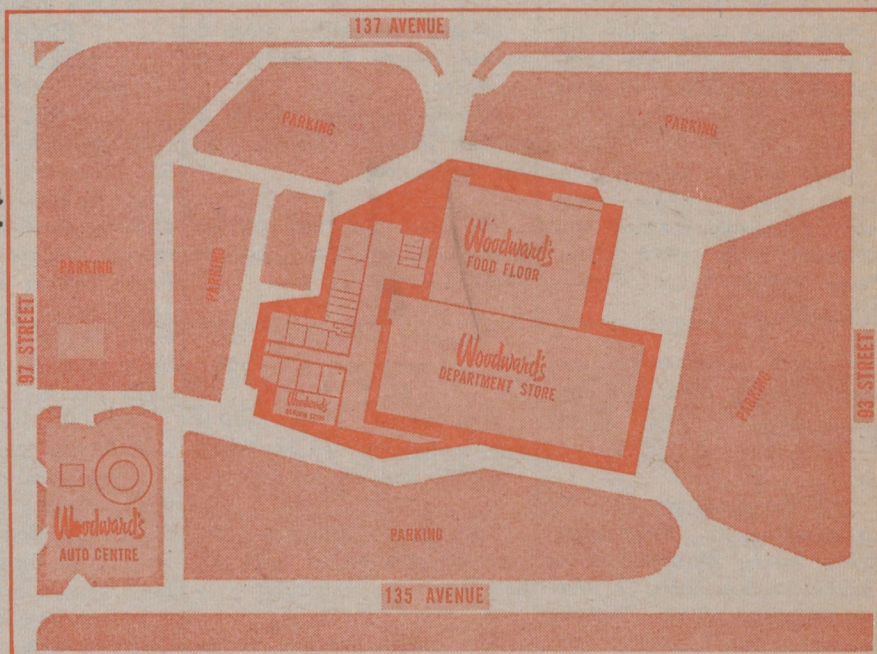 137 AVENUE
PARKING
PARKING
Woodward's
FOOD FLOOR
PARKING
PARKING
97 STREET
Woodward's
DEPARTMENT STORE
93 STREET
PARKING
Woodward's
Woodward's
AUTO CENTRE
PARKING
135 AVENUE